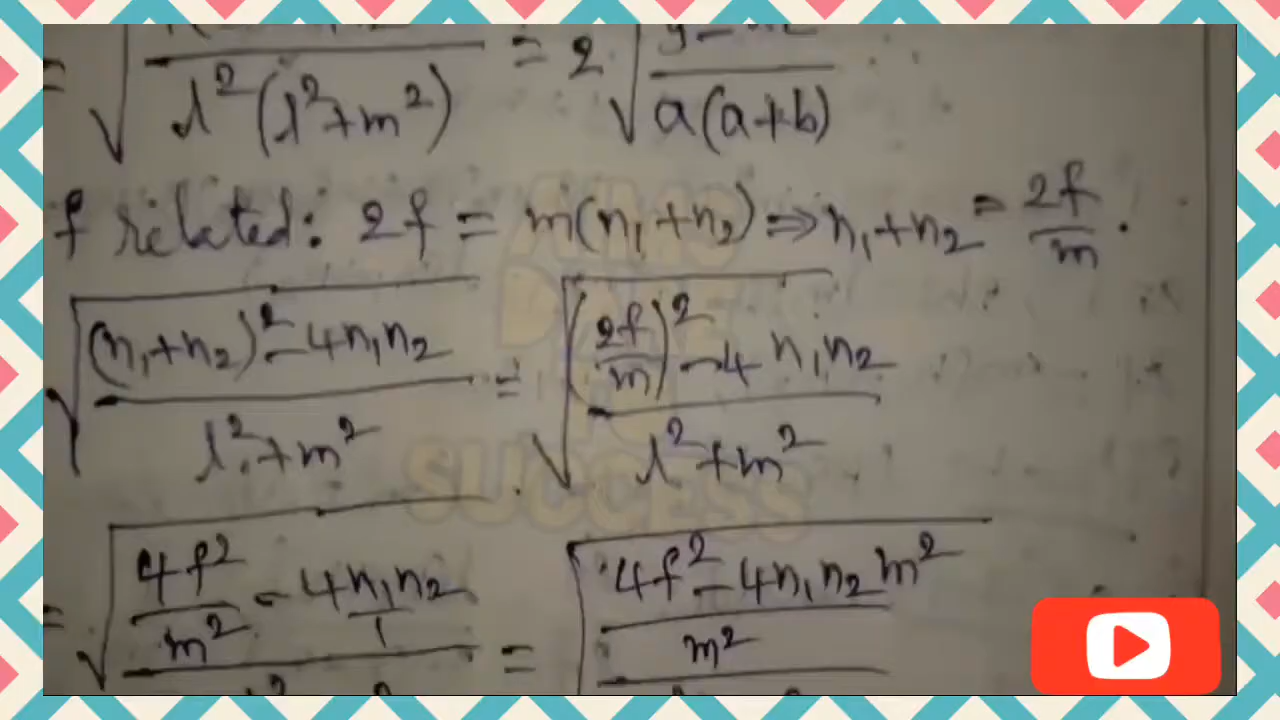 = √ / l²(l²+m²) = 2√ / a(a+b)
f related: 2f = m(n₁+n₂) ⇒ n₁+n₂ = 2f/m.
√((n₁+n₂)² - 4n₁n₂ / l²+m²) = √((2f/m)² - 4n₁n₂ / l²+m²)
= √(4f²/m² - 4n₁n₂/1 = √(4f² - 4n₁n₂m² / m²
SUCCESS